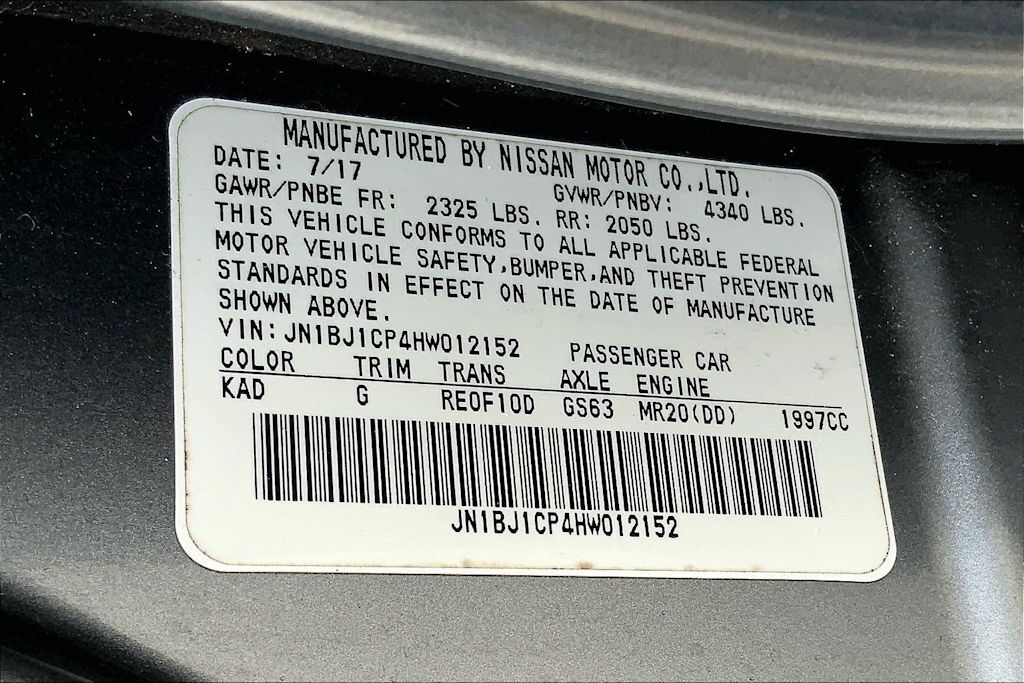 MANUFACTURED BY NISSAN MOTOR CO.,LTD.
DATE: 7/17 GVWR/PNBV: 4340 LBS.
GAWR/PNBE FR: 2325 LBS. RR: 2050 LBS.
THIS VEHICLE CONFORMS TO ALL APPLICABLE FEDERAL
MOTOR VEHICLE SAFETY,BUMPER,AND THEFT PREVENTION
STANDARDS IN EFFECT ON THE DATE OF MANUFACTURE
SHOWN ABOVE.
VIN: JN1BJ1CP4HW012152 PASSENGER CAR
COLOR TRIM TRANS AXLE ENGINE
KAD G RE0F10D GS63 MR20(DD) 1997CC
JN1BJ1CP4HW012152